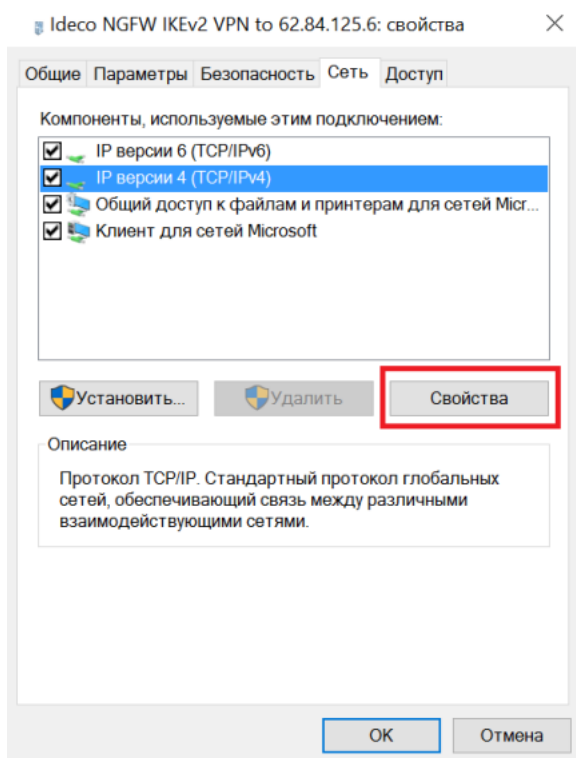 Ideco NGFW IKEv2 VPN to 62.84.125.6: свойства
Общие Параметры Безопасность Сеть Доступ
Компоненты, используемые этим подключением:
IP версии 6 (TCP/IPv6)
IP версии 4 (TCP/IPv4)
Общий доступ к файлам и принтерам для сетей Micr...
Клиент для сетей Microsoft
Установить... Удалить Свойства
Описание
Протокол TCP/IP. Стандартный протокол глобальных
сетей, обеспечивающий связь между различными
взаимодействующими сетями.
OK Отмена